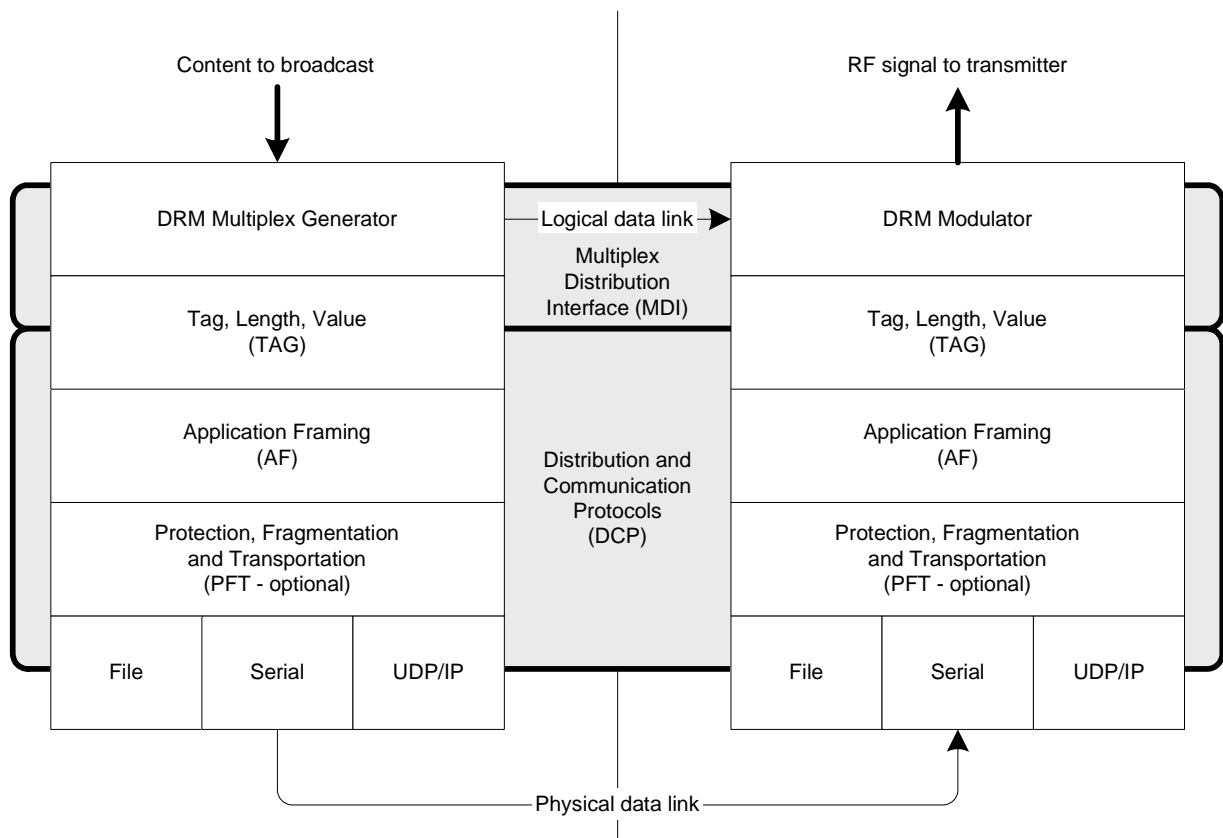 Content to broadcast
RF signal to transmitter
DRM Multiplex Generator
Logical data link
DRM Modulator
Multiplex
Distribution
Interface (MDI)
Tag, Length, Value
(TAG)
Tag, Length, Value
(TAG)
Application Framing
(AF)
Distribution and
Communication
Protocols
(DCP)
Application Framing
(AF)
Protection, Fragmentation
and Transportation
(PFT - optional)
Protection, Fragmentation
and Transportation
(PFT - optional)
File
Serial
UDP/IP
File
Serial
UDP/IP
Physical data link